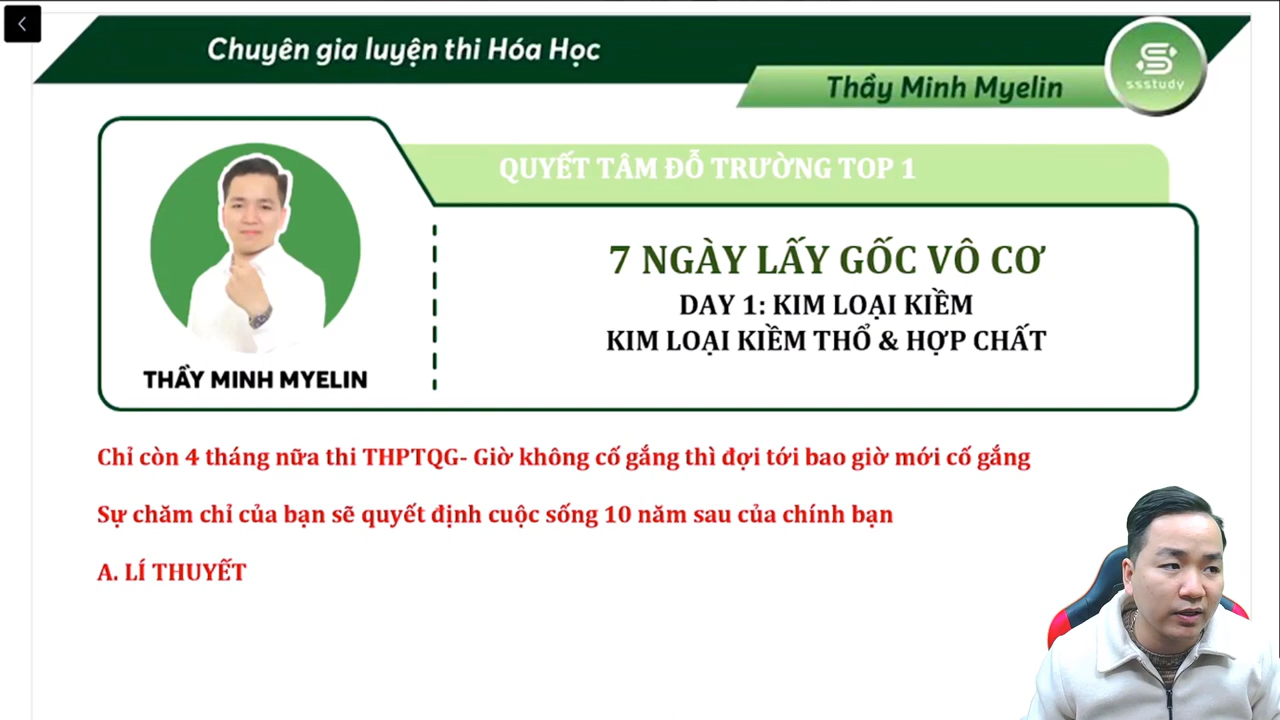 Chuyên gia luyện thi Hóa Học
Thầy Minh Myelin
ssstudy
QUYẾT TÂM ĐỖ TRƯỜNG TOP 1
7 NGÀY LẤY GỐC VÔ CƠ
DAY 1: KIM LOẠI KIỀM
KIM LOẠI KIỀM THỔ & HỢP CHẤT
THẦY MINH MYELIN
Chỉ còn 4 tháng nữa thi THPTQG- Giờ không cố gắng thì đợi tới bao giờ mới cố gắng
Sự chăm chỉ của bạn sẽ quyết định cuộc sống 10 năm sau của chính bạn
A. LÍ THUYẾT